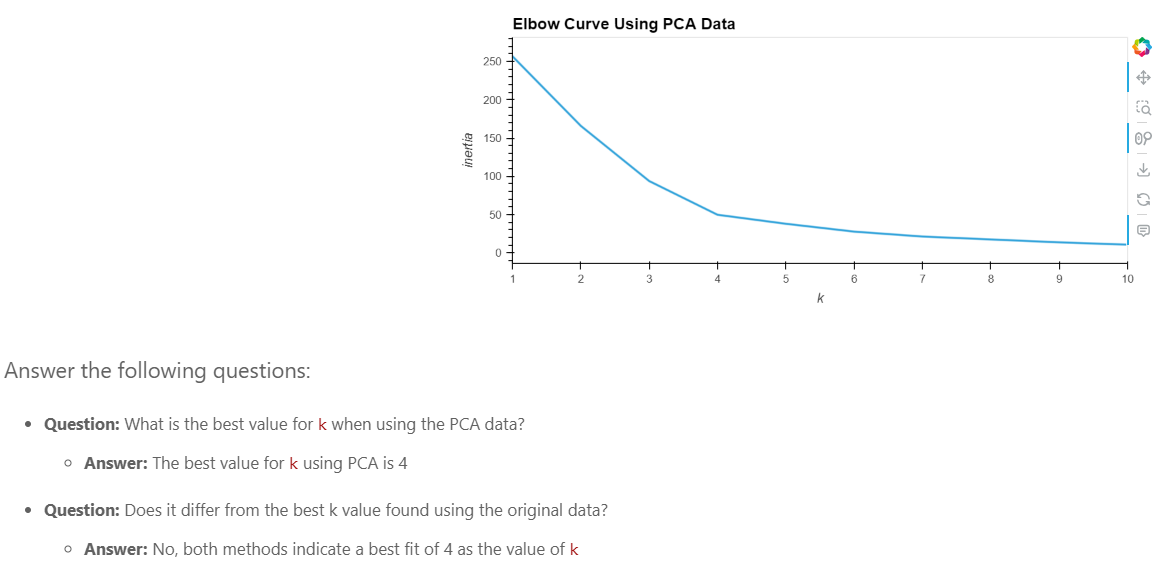 Elbow Curve Using PCA Data
250
200
150
100
50
0
inertia
1 2 3 4 5 6 7 8 9 10
k
Answer the following questions:
Question: What is the best value for k when using the PCA data?
Answer: The best value for k using PCA is 4
Question: Does it differ from the best k value found using the original data?
Answer: No, both methods indicate a best fit of 4 as the value of k